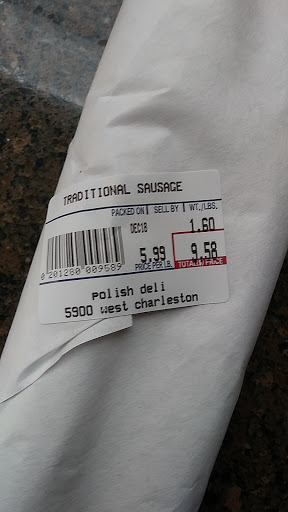 TRADITIONAL SAUSAGE
PACKED ON SELL BY WT./LBS.
DEC18 1.60
5.99 9.58
PRICE PER LB. TOTAL PRICE
0 201280 009589
polish deli
5900 west charleston